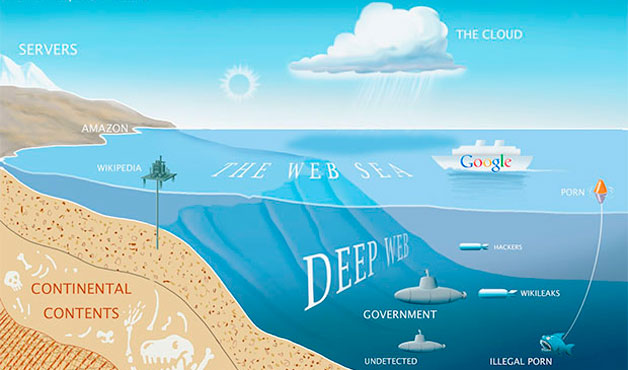 SERVERS
THE CLOUD
AMAZON
WIKIPEDIA
THE WEB SEA
Google
PORN
DEEP WEB
HACKERS
CONTINENTAL
CONTENTS
WIKILEAKS
GOVERNMENT
UNDETECTED
ILLEGAL PORN